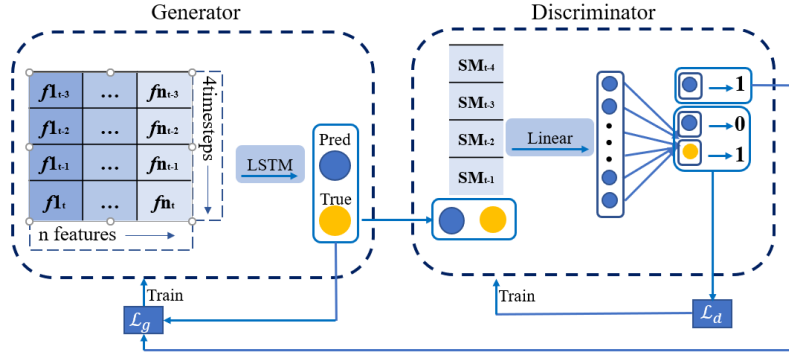 Generator
Discriminator
f1t-3 … fnt-3
f1t-2 … fnt-2
f1t-1 … fnt-1
f1t … fnt
4timesteps
n features
LSTM
Pred
True
SMt-4
SMt-3
SMt-2
SMt-1
Linear
1
0
1
Train
ℒg
Train
ℒd